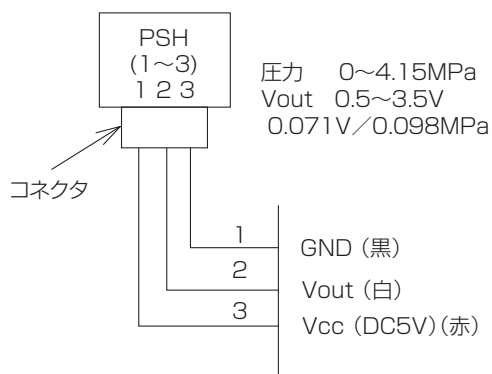 PSH
(1〜3)
1 2 3
圧力　0〜4.15MPa
Vout　0.5〜3.5V
0.071V／0.098MPa
コネクタ
1
GND（黒）
2
Vout（白）
3
Vcc（DC5V）（赤）